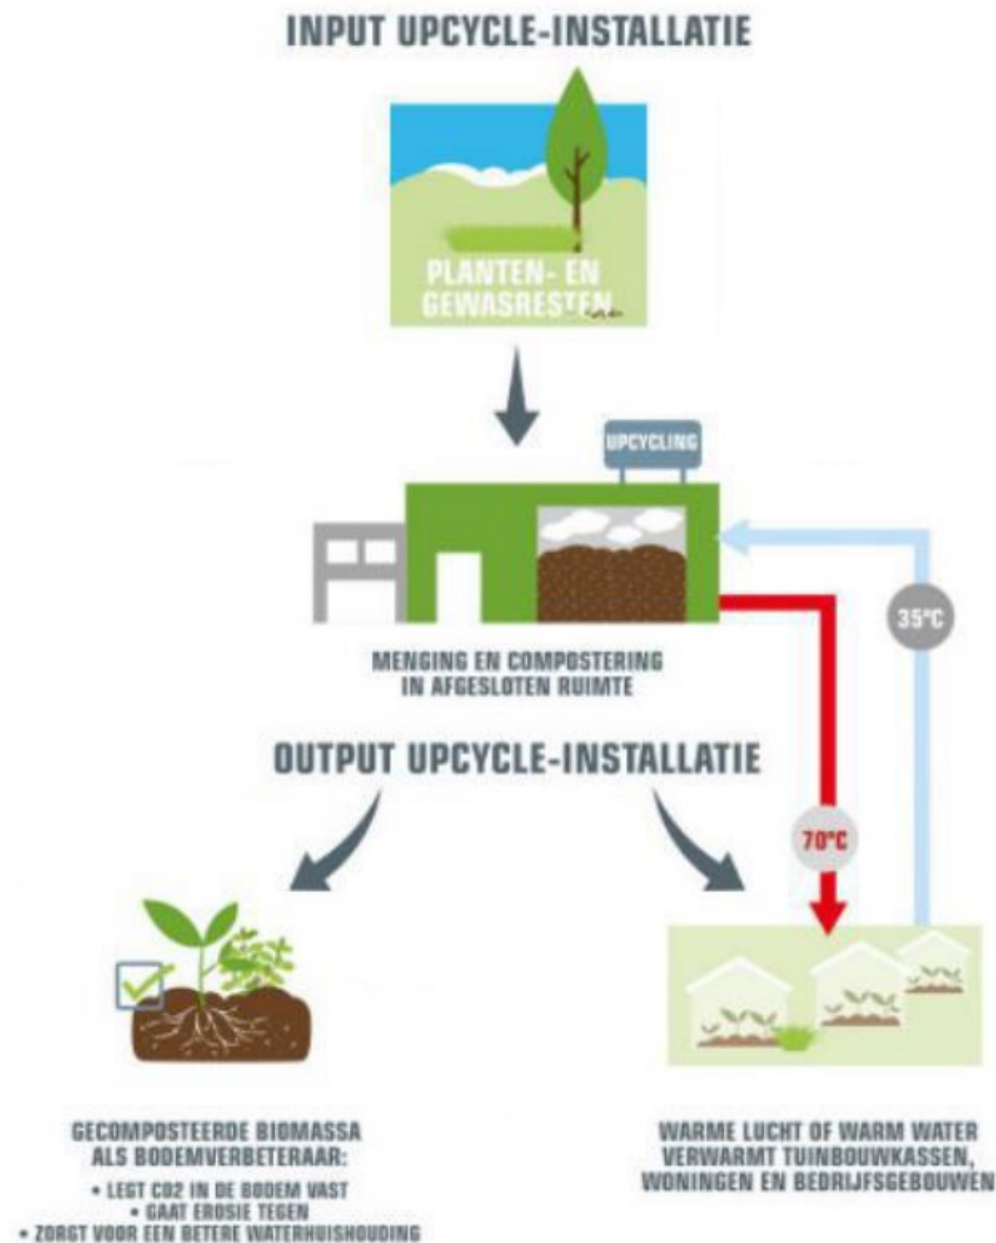 INPUT UPCYCLE-INSTALLATIE
PLANTEN- EN
GEWASRESTEN
UPCYCLING
35°C
MENGING EN COMPOSTERING
IN AFGESLOTEN RUIMTE
OUTPUT UPCYCLE-INSTALLATIE
70°C
GECOMPOSTEERDE BIOMASSA
ALS BODEMVERBETERAAR:
• LEGT CO2 IN DE BODEM VAST
• GAAT EROSIE TEGEN
• ZORGT VOOR EEN BETERE WATERHUISHOUDING
WARME LUCHT OF WARM WATER
VERWARMT TUINBOUWKASSEN,
WONINGEN EN BEDRIJFSGEBOUWEN